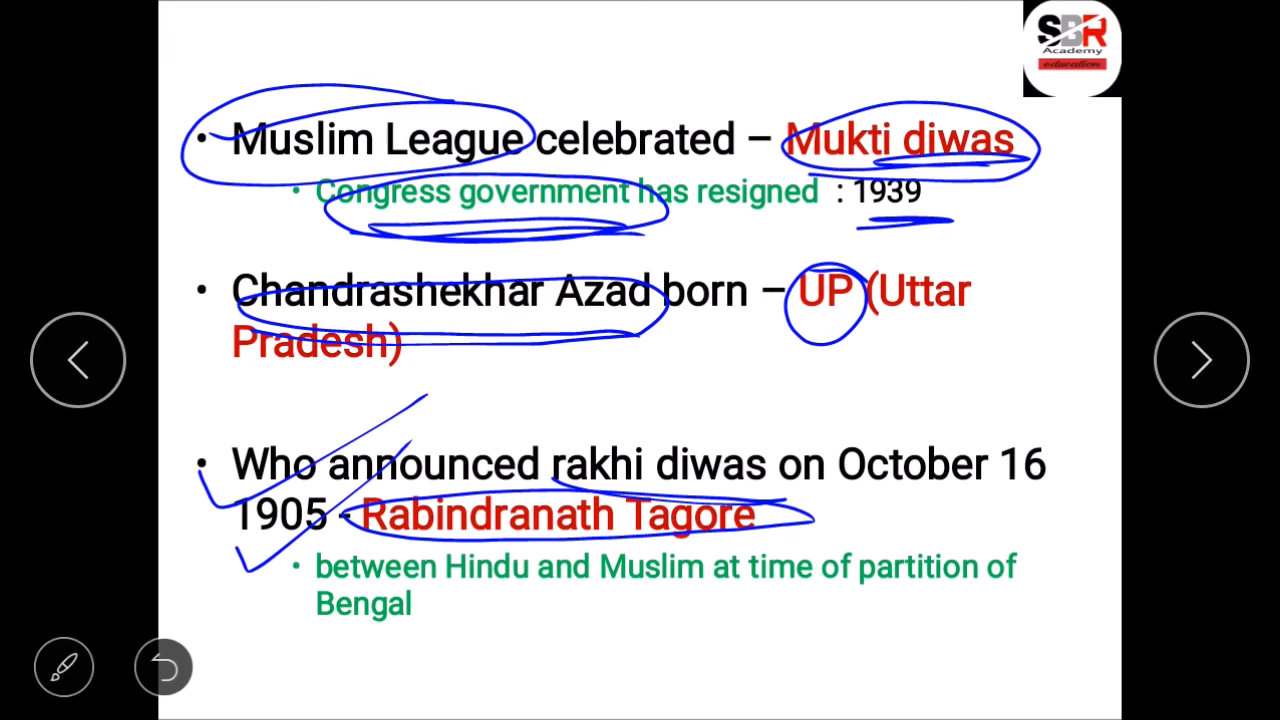 SBR
Academy
education
• Muslim League celebrated – Mukti diwas
• Congress government has resigned : 1939
• Chandrashekhar Azad born – UP (Uttar
Pradesh)
• Who announced rakhi diwas on October 16
1905 - Rabindranath Tagore
• between Hindu and Muslim at time of partition of
Bengal